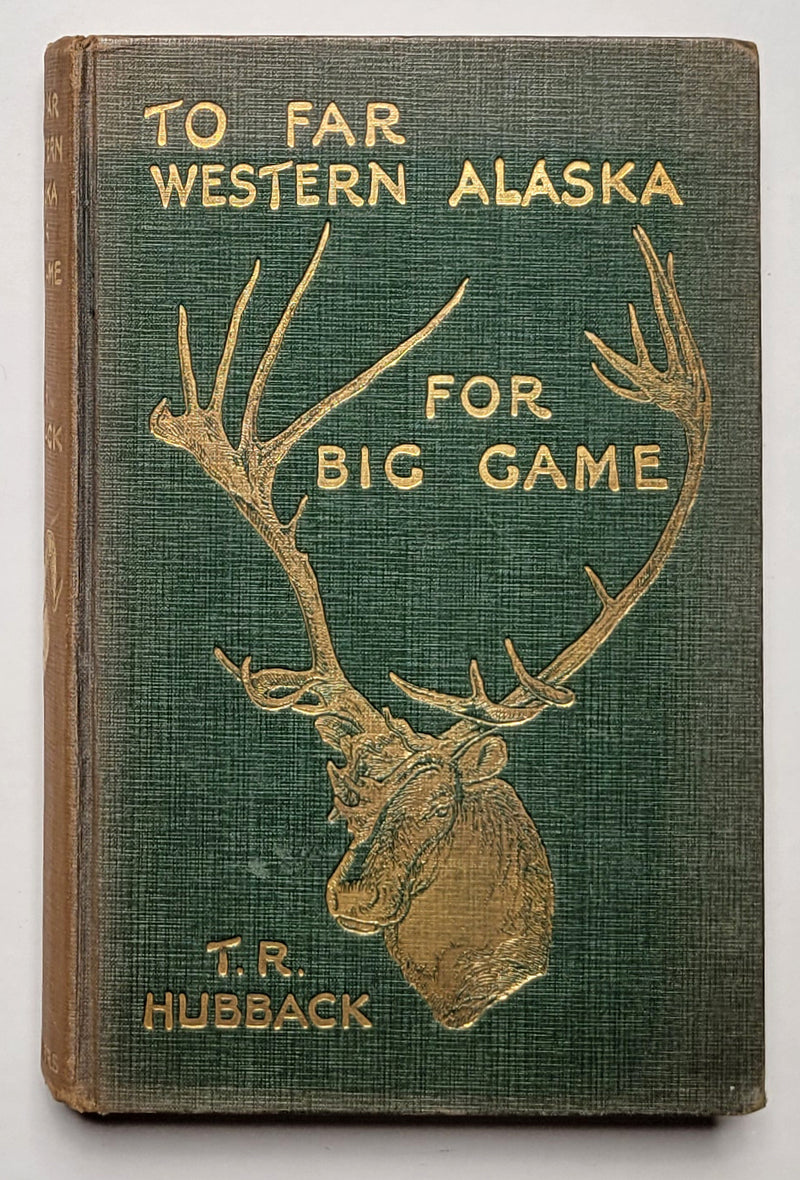 TO FAR
WESTERN ALASKA
FOR
BIG GAME
T. R.
HUBBACK